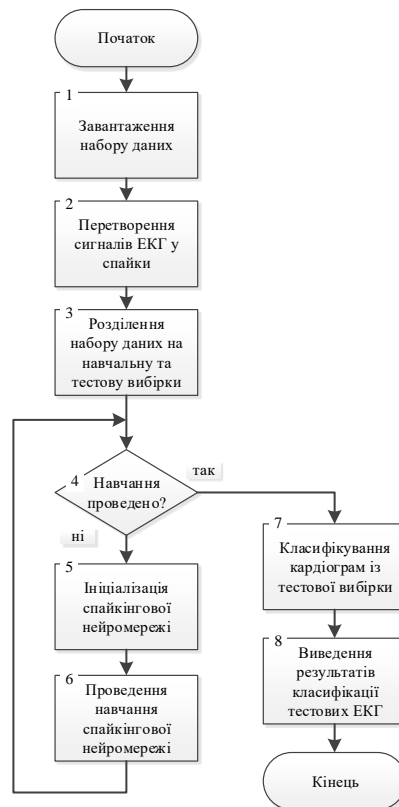 Початок
1
Завантаження
набору даних
2
Перетворення
сигналів ЕКГ у
спайки
3
Розділення
набору даних на
навчальну та
тестову вибірки
4
Навчання
проведено?
так
ні
5
Ініціалізація
спайкінгової
нейромережі
6
Проведення
навчання
спайкінгової
нейромережі
7
Класифікування
кардіограм із
тестової вибірки
8
Виведення
результатів
класифікації
тестових ЕКГ
Кінець